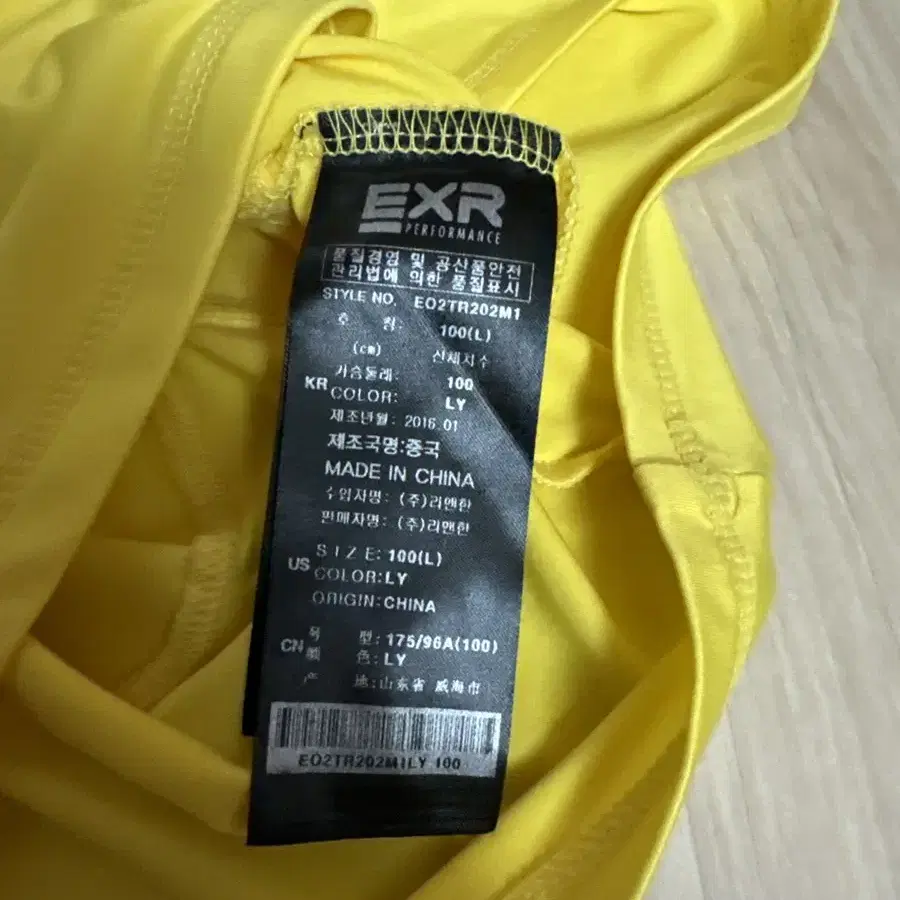 EXR
PERFORMANCE
품질경영 및 공산품안전
관리법에 의한 품질표시
STYLE NO. EO2TR202M1
호 칭: 100(L)
(cm) 신체치수
KR 가슴둘레: 100
COLOR: LY
제조년월: 2016.01
제조국명:중국
MADE IN CHINA
수입자명: (주)리앤한
판매자명: (주)리앤한
US SIZE: 100(L)
COLOR:LY
ORIGIN:CHINA
CN 号 型: 175/96A(100)
颜 色: LY
产 地:山东省 威海市
EO2TR202M1LY 100